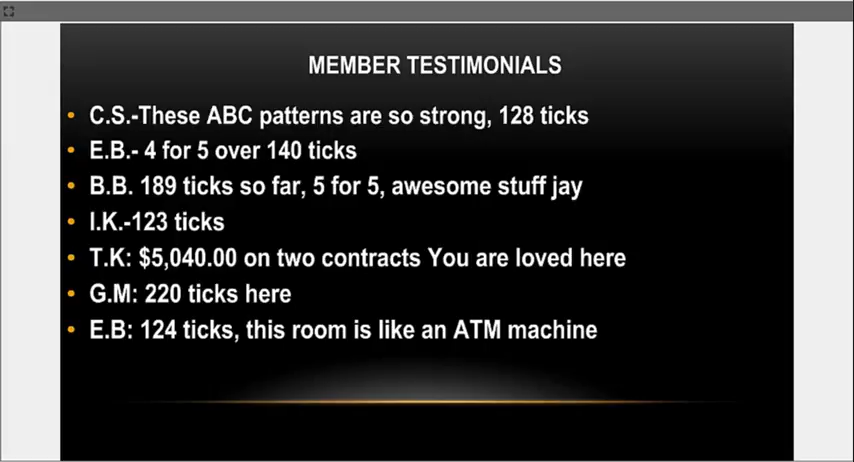 MEMBER TESTIMONIALS
• C.S.-These ABC patterns are so strong, 128 ticks
• E.B.- 4 for 5 over 140 ticks
• B.B. 189 ticks so far, 5 for 5, awesome stuff jay
• I.K.-123 ticks
• T.K: $5,040.00 on two contracts You are loved here
• G.M: 220 ticks here
• E.B: 124 ticks, this room is like an ATM machine